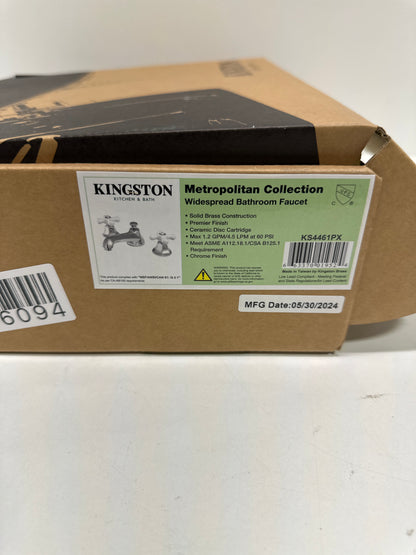 KINGSTON
KITCHEN & BATH
Metropolitan Collection
Widespread Bathroom Faucet
• Solid Brass Construction
• Premier Finish
• Ceramic Disc Cartridge
• Max 1.2 GPM/4.5 LPM at 60 PSI
• Meet ASME A112.18.1/CSA B125.1
Requirement
• Chrome Finish
KS4461PX
Made In Taiwan by Kingston Brass
Low Lead Compliant - Meeting Federal
and State Regulations for Lead Content
WARNING
MFG Date:05/30/2024
6094